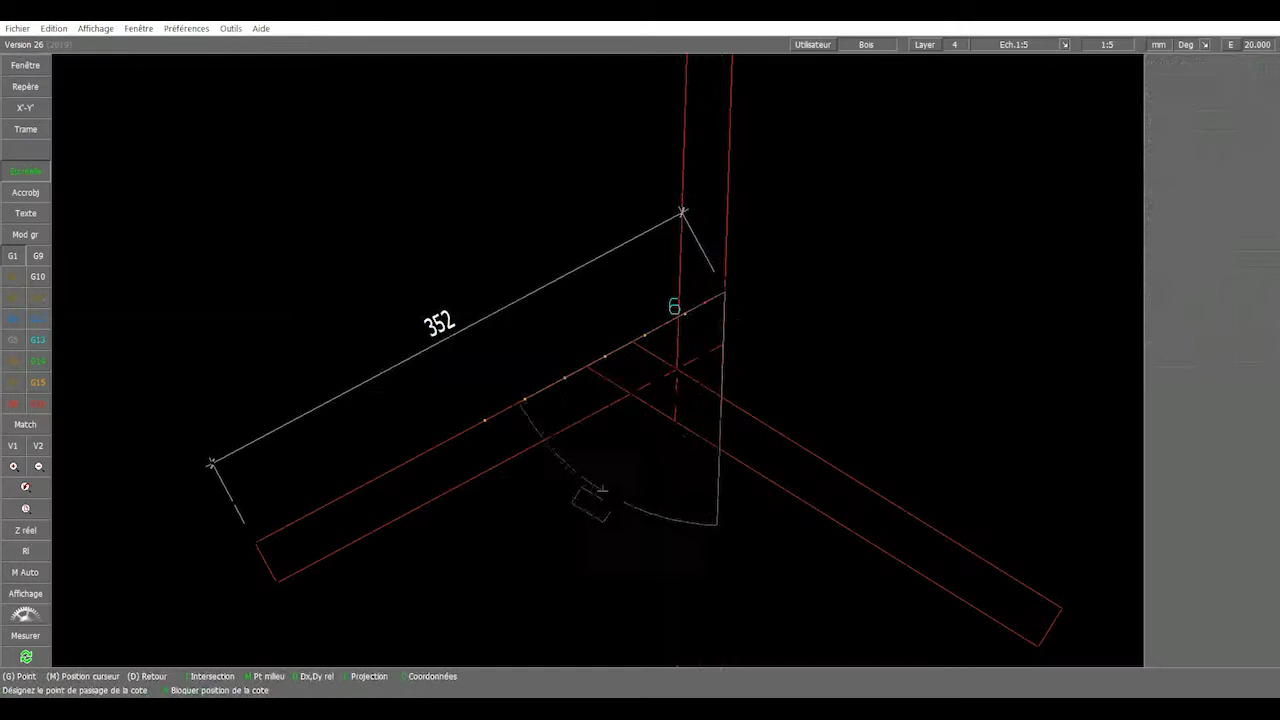 Fichier Edition Affichage Fenêtre Préférences Outils Aide
Version 26 (2019) Utilisateur Bois Layer 4 Ech.1:5 1:5 mm Deg E 20.000
Fenêtre
Repère
X'-Y'
Trame
Accrobj
Texte
Mod gr
G1 G9
G10
G5 G13
G14
G15
Match
V1 V2
Z réel
Rl
M Auto
Affichage
Mesurer
352
6
(G) Point (M) Position curseur (D) Retour Intersection M Pt milieu Dx,Dy rel Projection Coordonnées
Désignez le point de passage de la cote Bloquer position de la cote